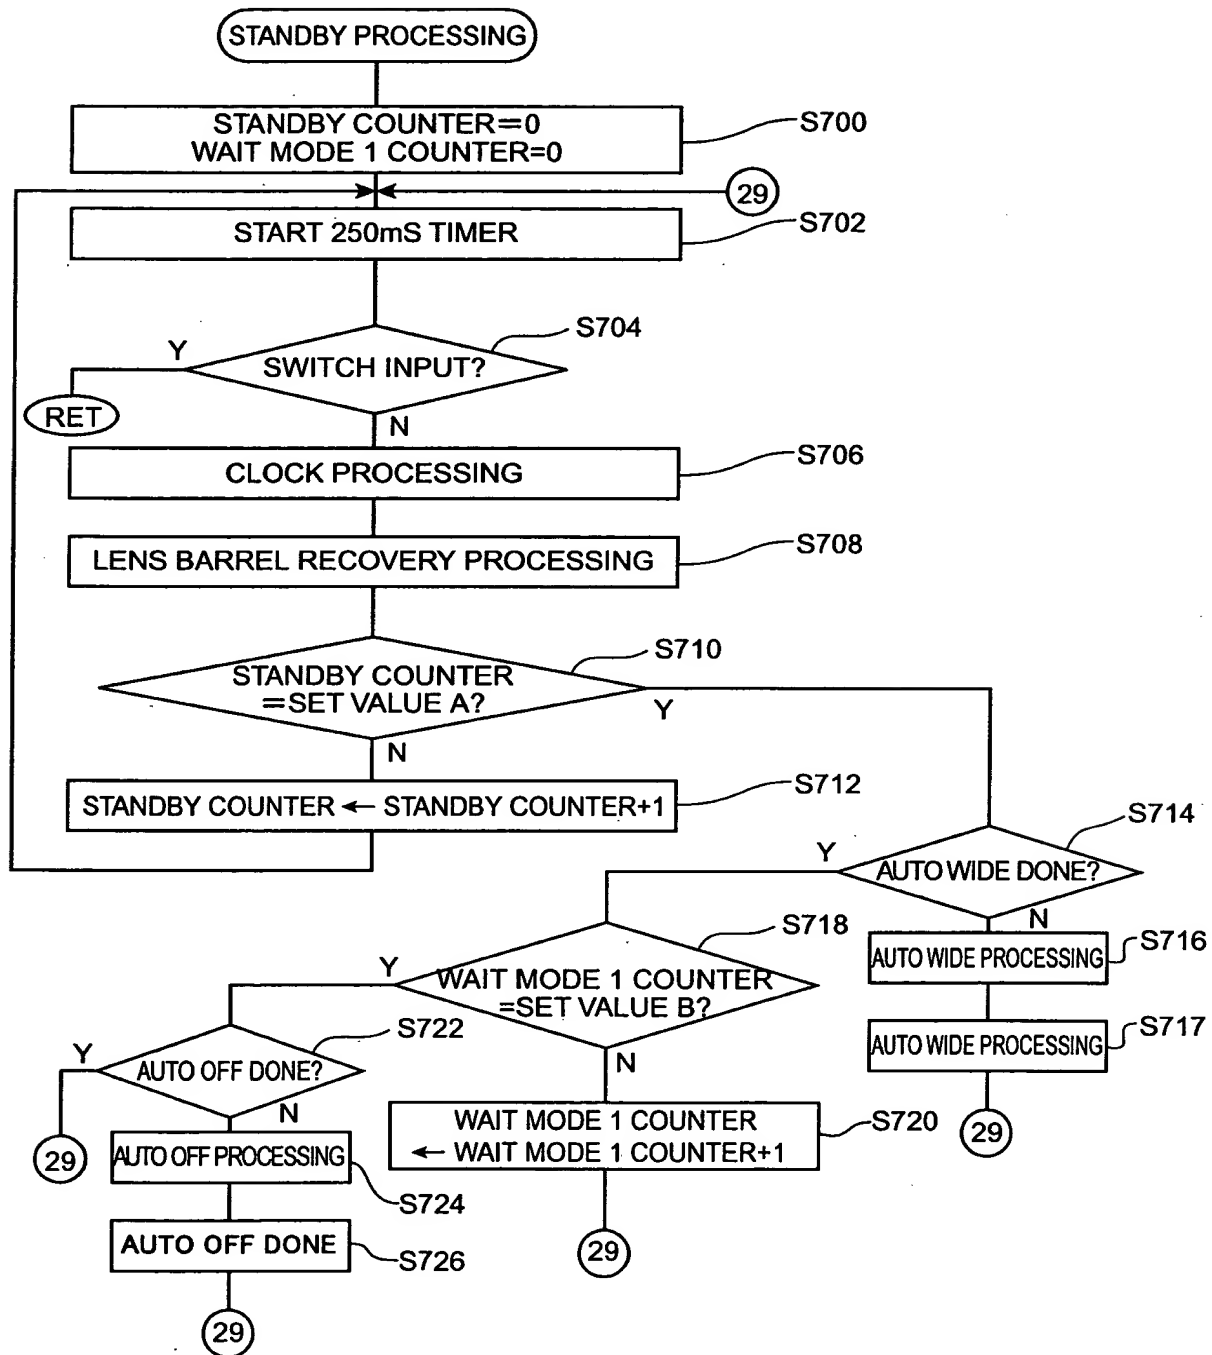 STANDBY PROCESSING
STANDBY COUNTER=0
WAIT MODE 1 COUNTER=0
S700
29
START 250mS TIMER
S702
SWITCH INPUT?
S704
Y
RET
N
CLOCK PROCESSING
S706
LENS BARREL RECOVERY PROCESSING
S708
STANDBY COUNTER
=SET VALUE A?
S710
Y
N
STANDBY COUNTER ← STANDBY COUNTER+1
S712
AUTO WIDE DONE?
S714
Y
N
AUTO WIDE PROCESSING
S716
AUTO WIDE PROCESSING
S717
29
WAIT MODE 1 COUNTER
=SET VALUE B?
S718
Y
N
WAIT MODE 1 COUNTER
← WAIT MODE 1 COUNTER+1
S720
29
AUTO OFF DONE?
S722
Y
29
N
AUTO OFF PROCESSING
S724
AUTO OFF DONE
S726
29